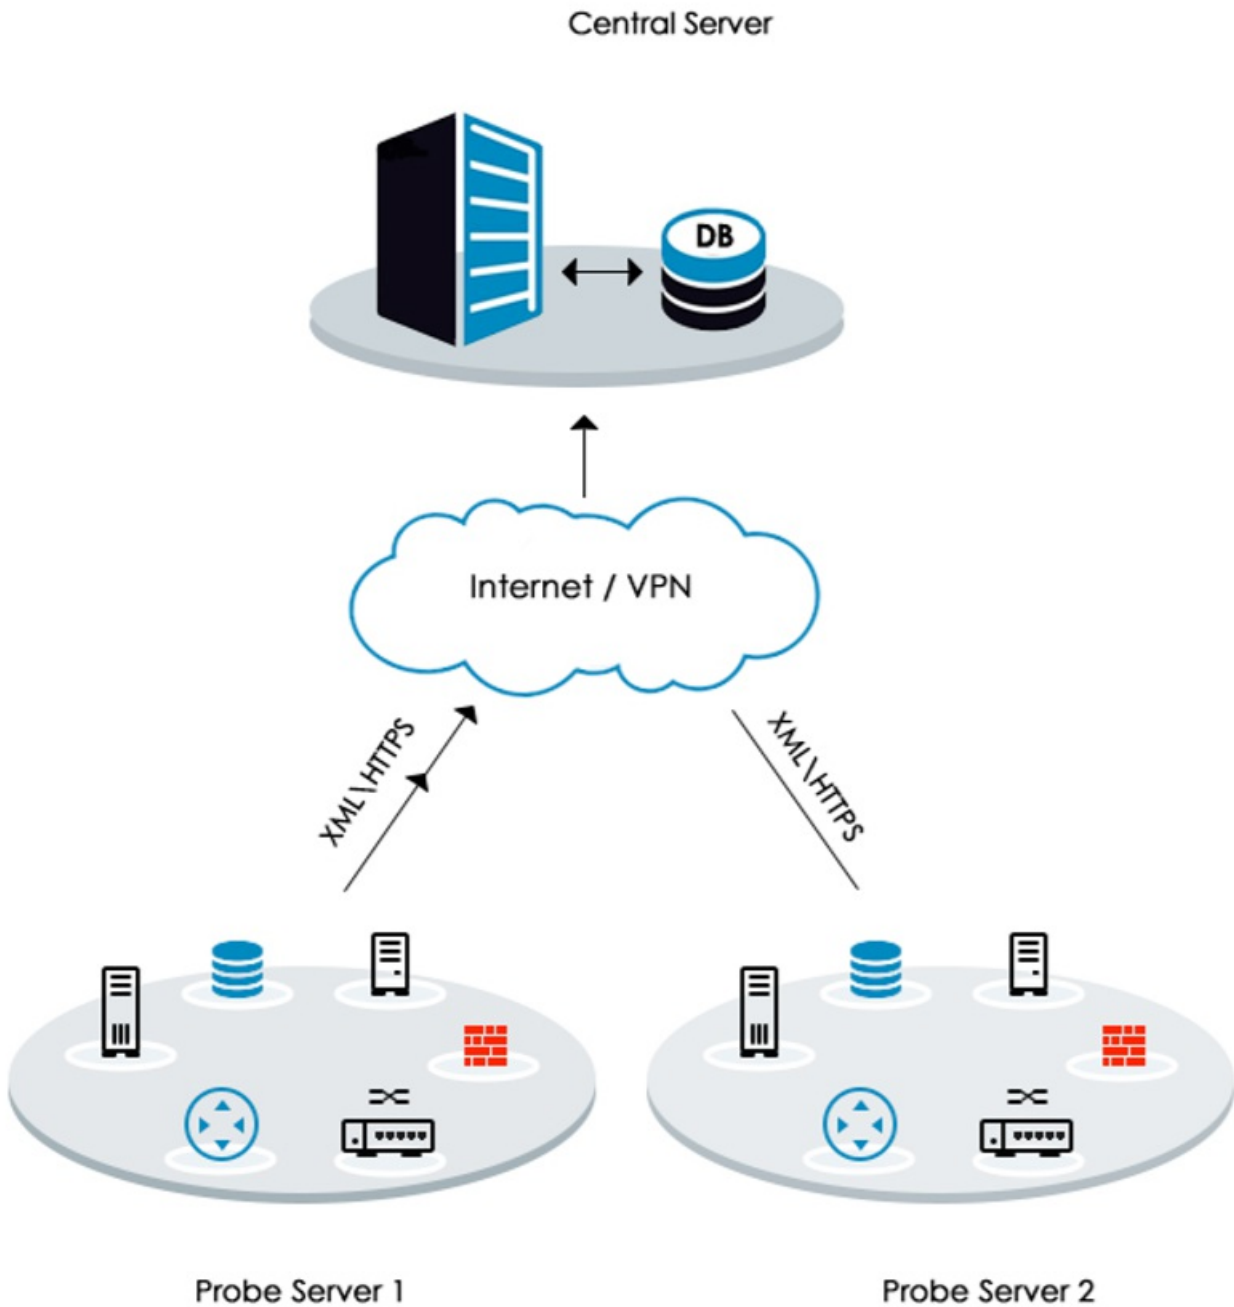 Central Server
DB
Internet / VPN
XML\HTTPS
XML\HTTPS
Probe Server 1
Probe Server 2